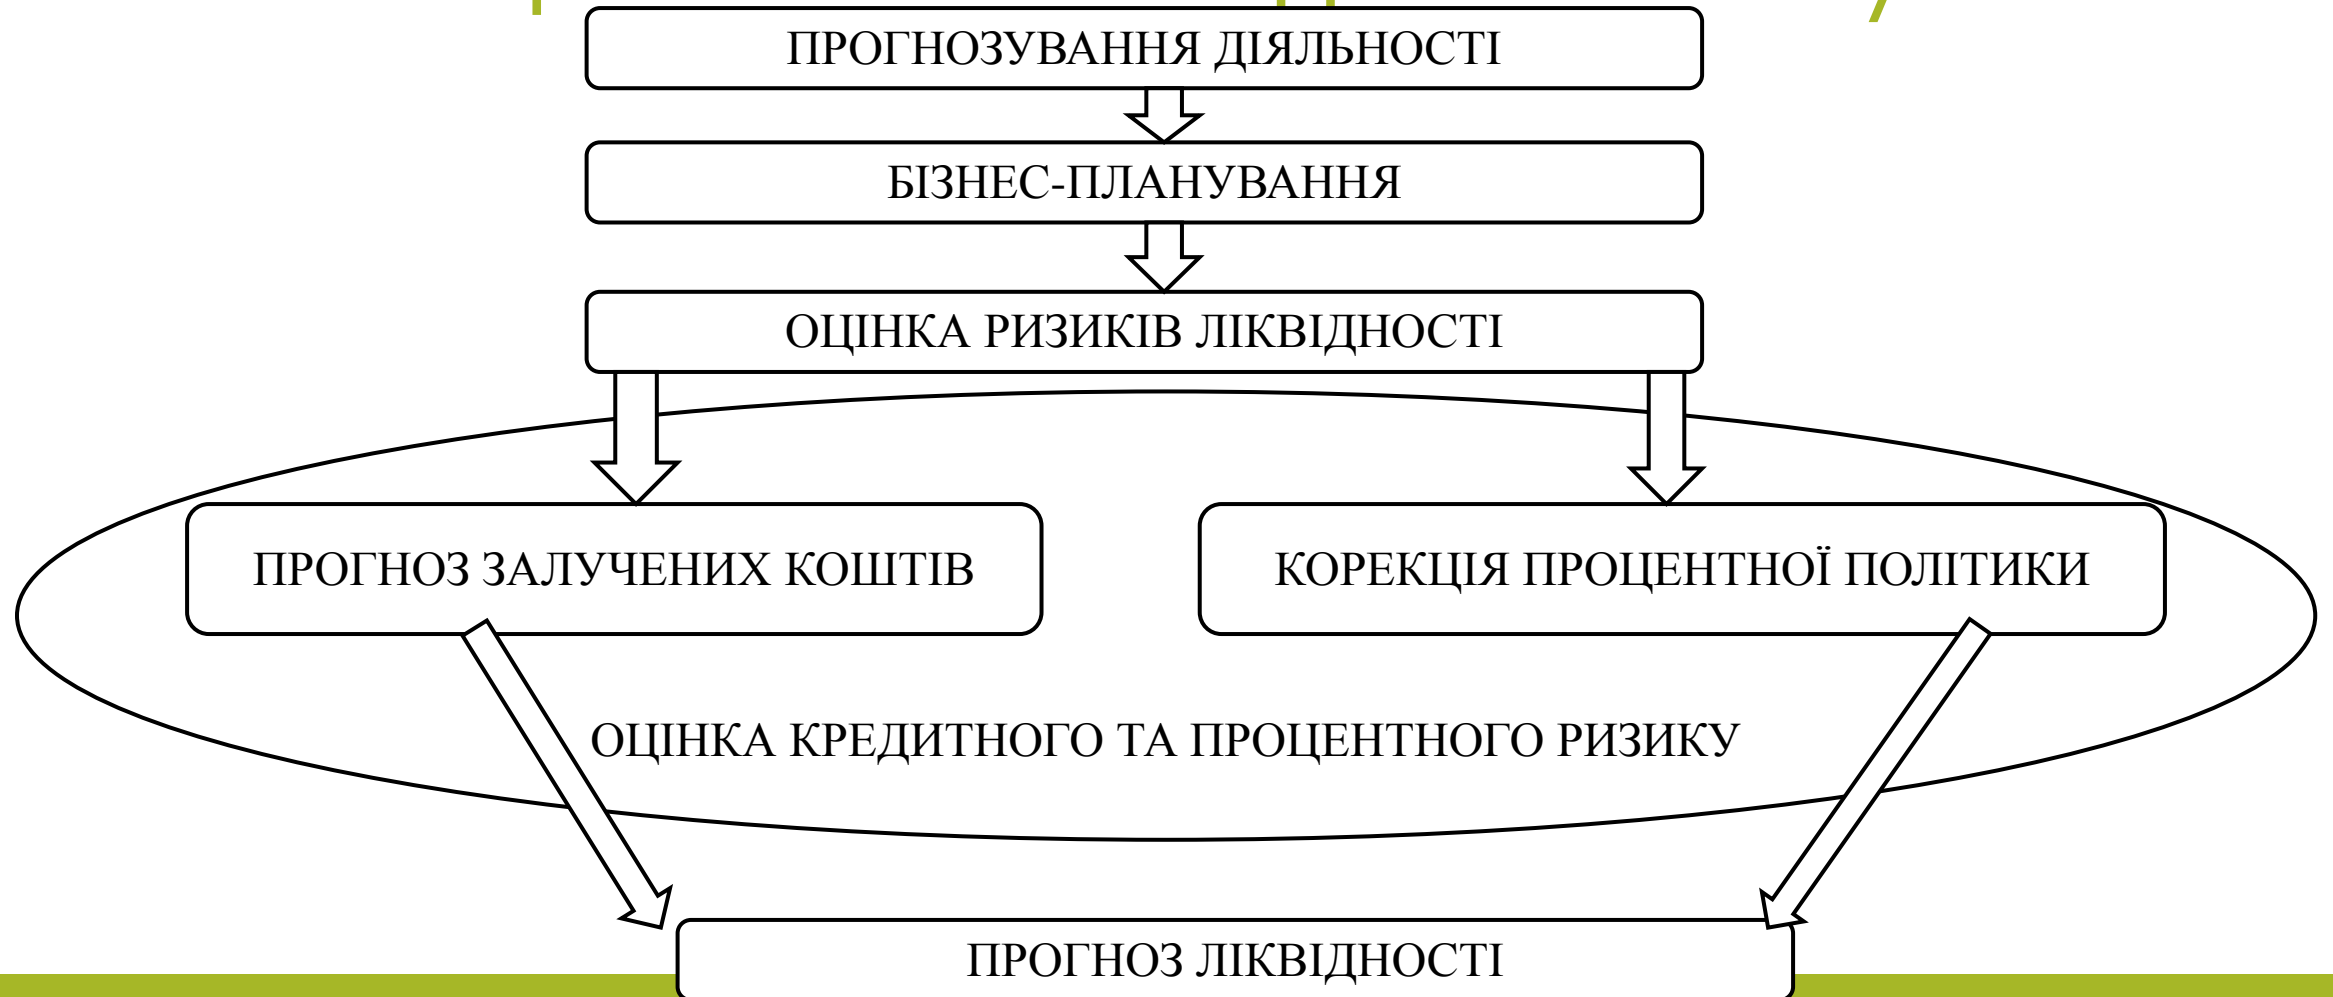 ПРОГНОЗУВАННЯ ДІЯЛЬНОСТІ
БІЗНЕС-ПЛАНУВАННЯ
ОЦІНКА РИЗИКІВ ЛІКВІДНОСТІ
ПРОГНОЗ ЗАЛУЧЕНИХ КОШТІВ
КОРЕКЦІЯ ПРОЦЕНТНОЇ ПОЛІТИКИ
ОЦІНКА КРЕДИТНОГО ТА ПРОЦЕНТНОГО РИЗИКУ
ПРОГНОЗ ЛІКВІДНОСТІ